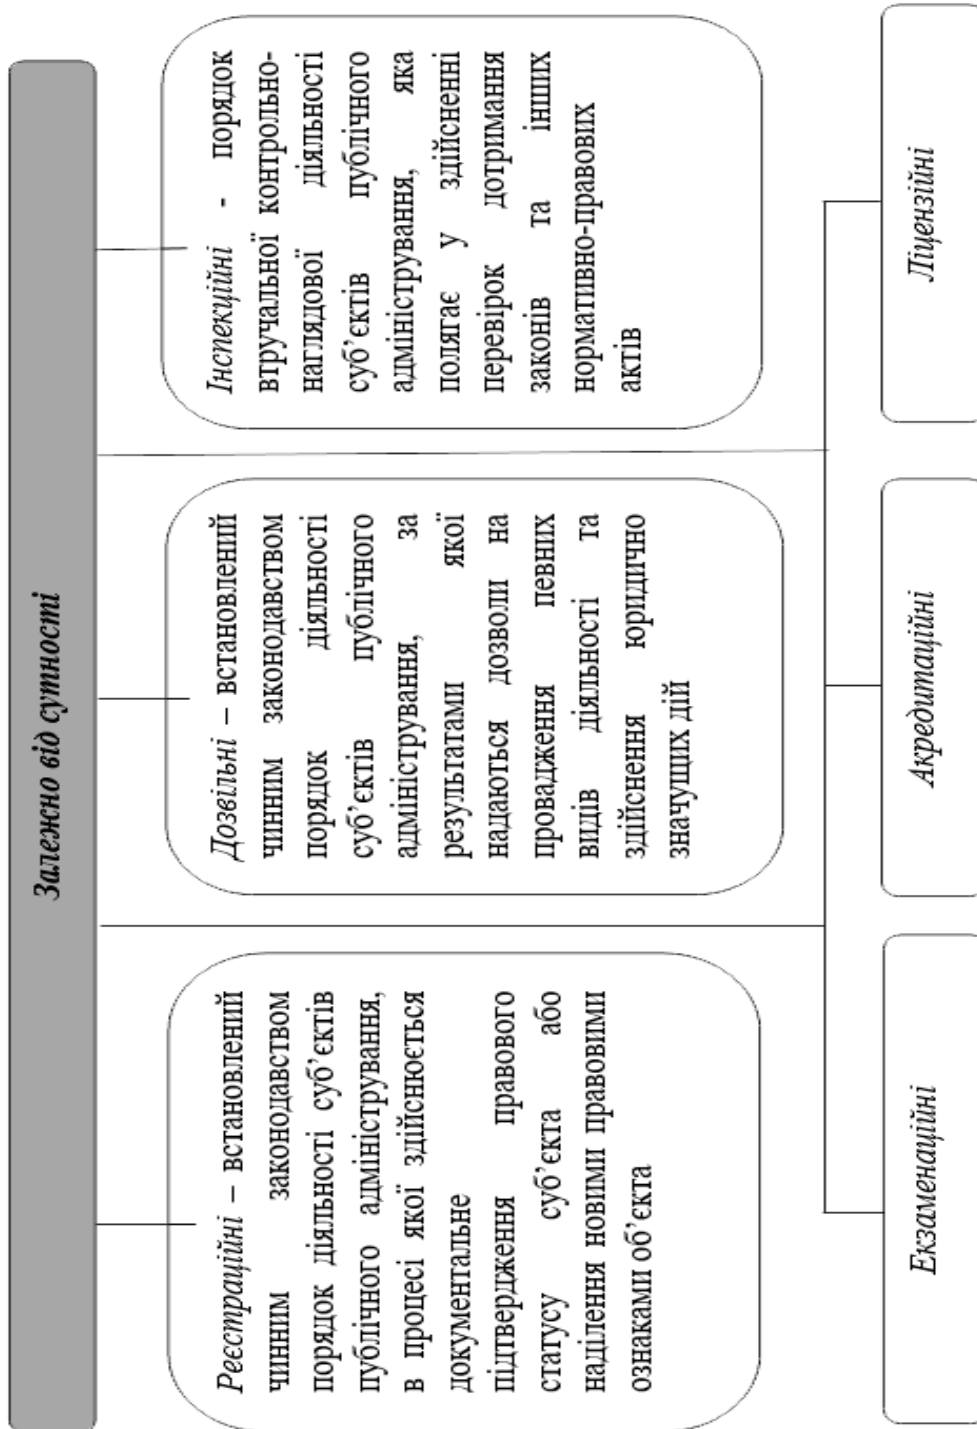 Залежно від сутності
Реєстраційні – встановлений
чинним законодавством
порядок діяльності суб’єктів
публічного адміністрування,
в процесі якої здійснюється
документальне
підтвердження правового
статусу суб’єкта або
наділення новими правовими
ознаками об’єкта
Дозвільні – встановлений
чинним законодавством
порядок діяльності
суб’єктів публічного
адміністрування, за
результатами якої
надаються дозволи на
провадження певних
видів діяльності та
здійснення юридично
значущих дій
Інспекційні - порядок
втручальної контрольно-
наглядової діяльності
суб’єктів публічного
адміністрування, яка
полягає у здійсненні
перевірок дотримання
законів та інших
нормативно-правових
актів
Екзаменаційні
Акредитаційні
Ліцензійні